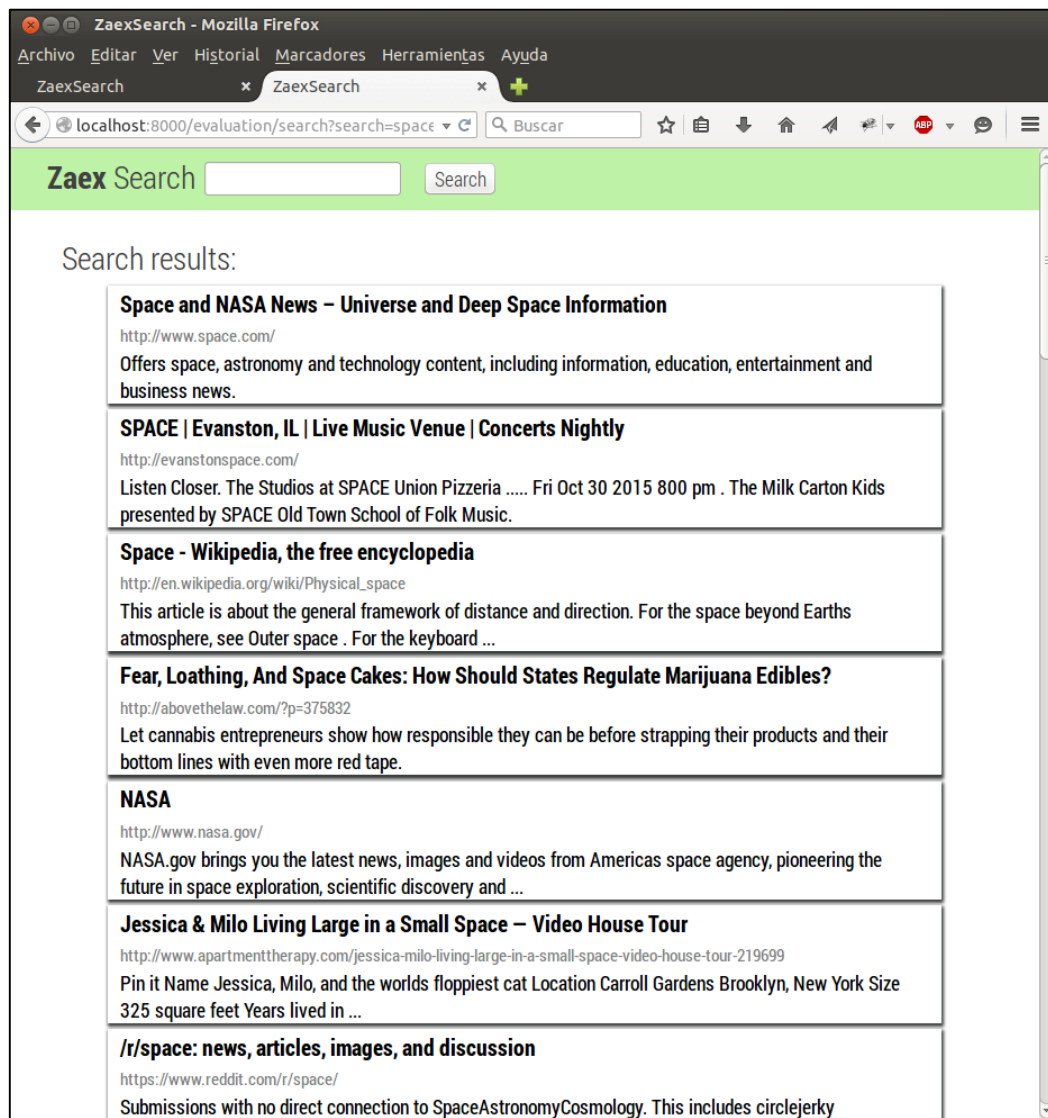 ZaexSearch - Mozilla Firefox
Archivo Editar Ver Historial Marcadores Herramientas Ayuda
ZaexSearch ZaexSearch
localhost:8000/evaluation/search?search=space Buscar ABP
Zaex Search Search
Search results:
Space and NASA News – Universe and Deep Space Information
http://www.space.com/
Offers space, astronomy and technology content, including information, education, entertainment and
business news.
SPACE | Evanston, IL | Live Music Venue | Concerts Nightly
http://evanstonspace.com/
Listen Closer. The Studios at SPACE Union Pizzeria ..... Fri Oct 30 2015 800 pm . The Milk Carton Kids
presented by SPACE Old Town School of Folk Music.
Space - Wikipedia, the free encyclopedia
http://en.wikipedia.org/wiki/Physical_space
This article is about the general framework of distance and direction. For the space beyond Earths
atmosphere, see Outer space . For the keyboard ...
Fear, Loathing, And Space Cakes: How Should States Regulate Marijuana Edibles?
http://abovethelaw.com/?p=375832
Let cannabis entrepreneurs show how responsible they can be before strapping their products and their
bottom lines with even more red tape.
NASA
http://www.nasa.gov/
NASA.gov brings you the latest news, images and videos from Americas space agency, pioneering the
future in space exploration, scientific discovery and ...
Jessica & Milo Living Large in a Small Space — Video House Tour
http://www.apartmenttherapy.com/jessica-milo-living-large-in-a-small-space-video-house-tour-219699
Pin it Name Jessica, Milo, and the worlds floppiest cat Location Carroll Gardens Brooklyn, New York Size
325 square feet Years lived in ...
/r/space: news, articles, images, and discussion
https://www.reddit.com/r/space/
Submissions with no direct connection to SpaceAstronomyCosmology. This includes circlejerky